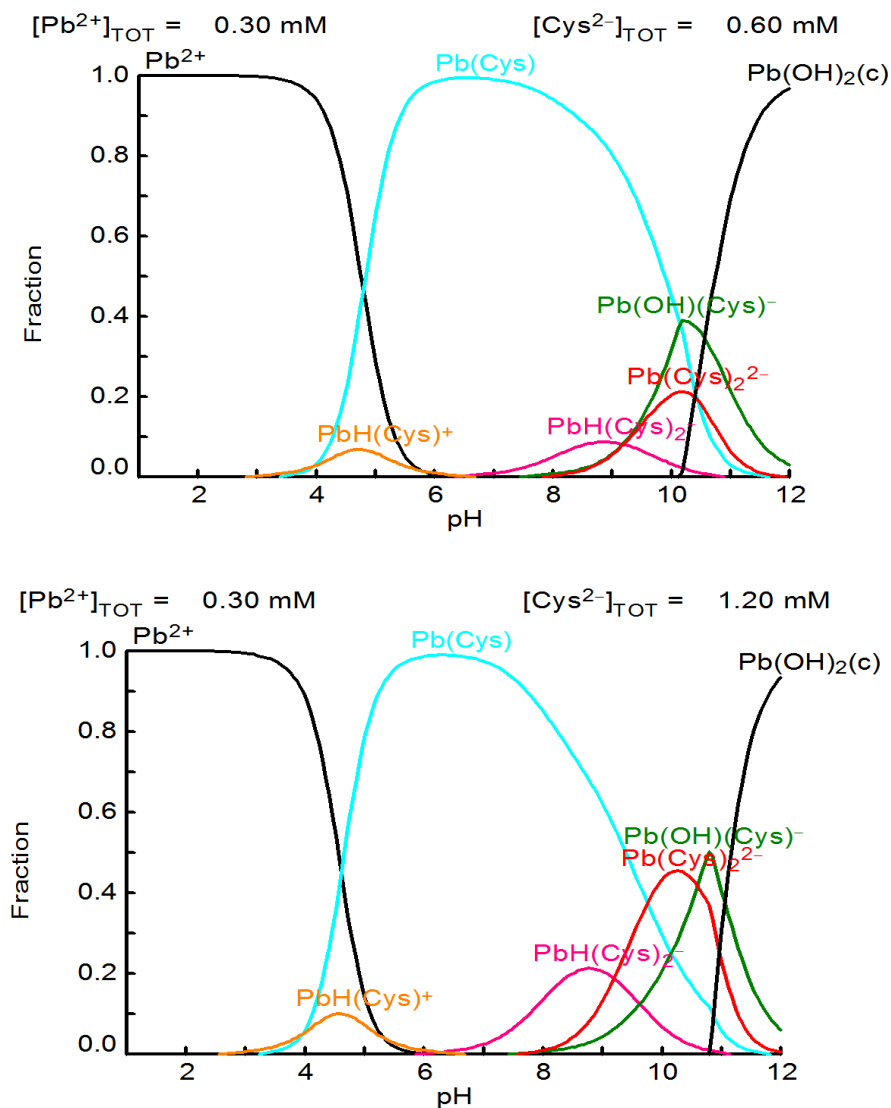 [Pb²⁺]TOT = 0.30 mM [Cys²⁻]TOT = 0.60 mM
Pb²⁺
Pb(Cys)
Pb(OH)₂(c)
1.0
0.8
0.6
0.4
0.2
0.0
Fraction
Pb(OH)(Cys)⁻
Pb(Cys)₂²⁻
PbH(Cys)⁺
PbH(Cys)₂⁻
2 4 6 8 10 12
pH
[Pb²⁺]TOT = 0.30 mM [Cys²⁻]TOT = 1.20 mM
Pb²⁺
Pb(Cys)
Pb(OH)₂(c)
1.0
0.8
0.6
0.4
0.2
0.0
Fraction
Pb(OH)(Cys)⁻
Pb(Cys)₂²⁻
PbH(Cys)₂⁻
PbH(Cys)⁺
2 4 6 8 10 12
pH